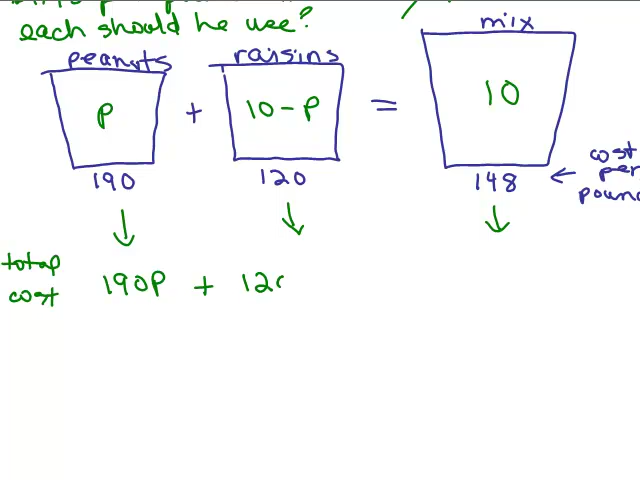 each should he use?
peanuts raisins mix
P + 10 - P = 10
190 120 148 ← cost per pound
total cost 190P + 12